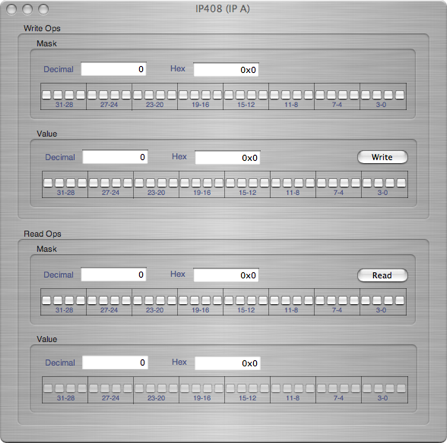 IP408 (IP A)
Write Ops
Mask
Decimal 0 Hex 0x0
31-28 27-24 23-20 19-16 15-12 11-8 7-4 3-0
Value
Decimal 0 Hex 0x0 Write
31-28 27-24 23-20 19-16 15-12 11-8 7-4 3-0
Read Ops
Mask
Decimal 0 Hex 0x0 Read
31-28 27-24 23-20 19-16 15-12 11-8 7-4 3-0
Value
Decimal 0 Hex 0x0
31-28 27-24 23-20 19-16 15-12 11-8 7-4 3-0